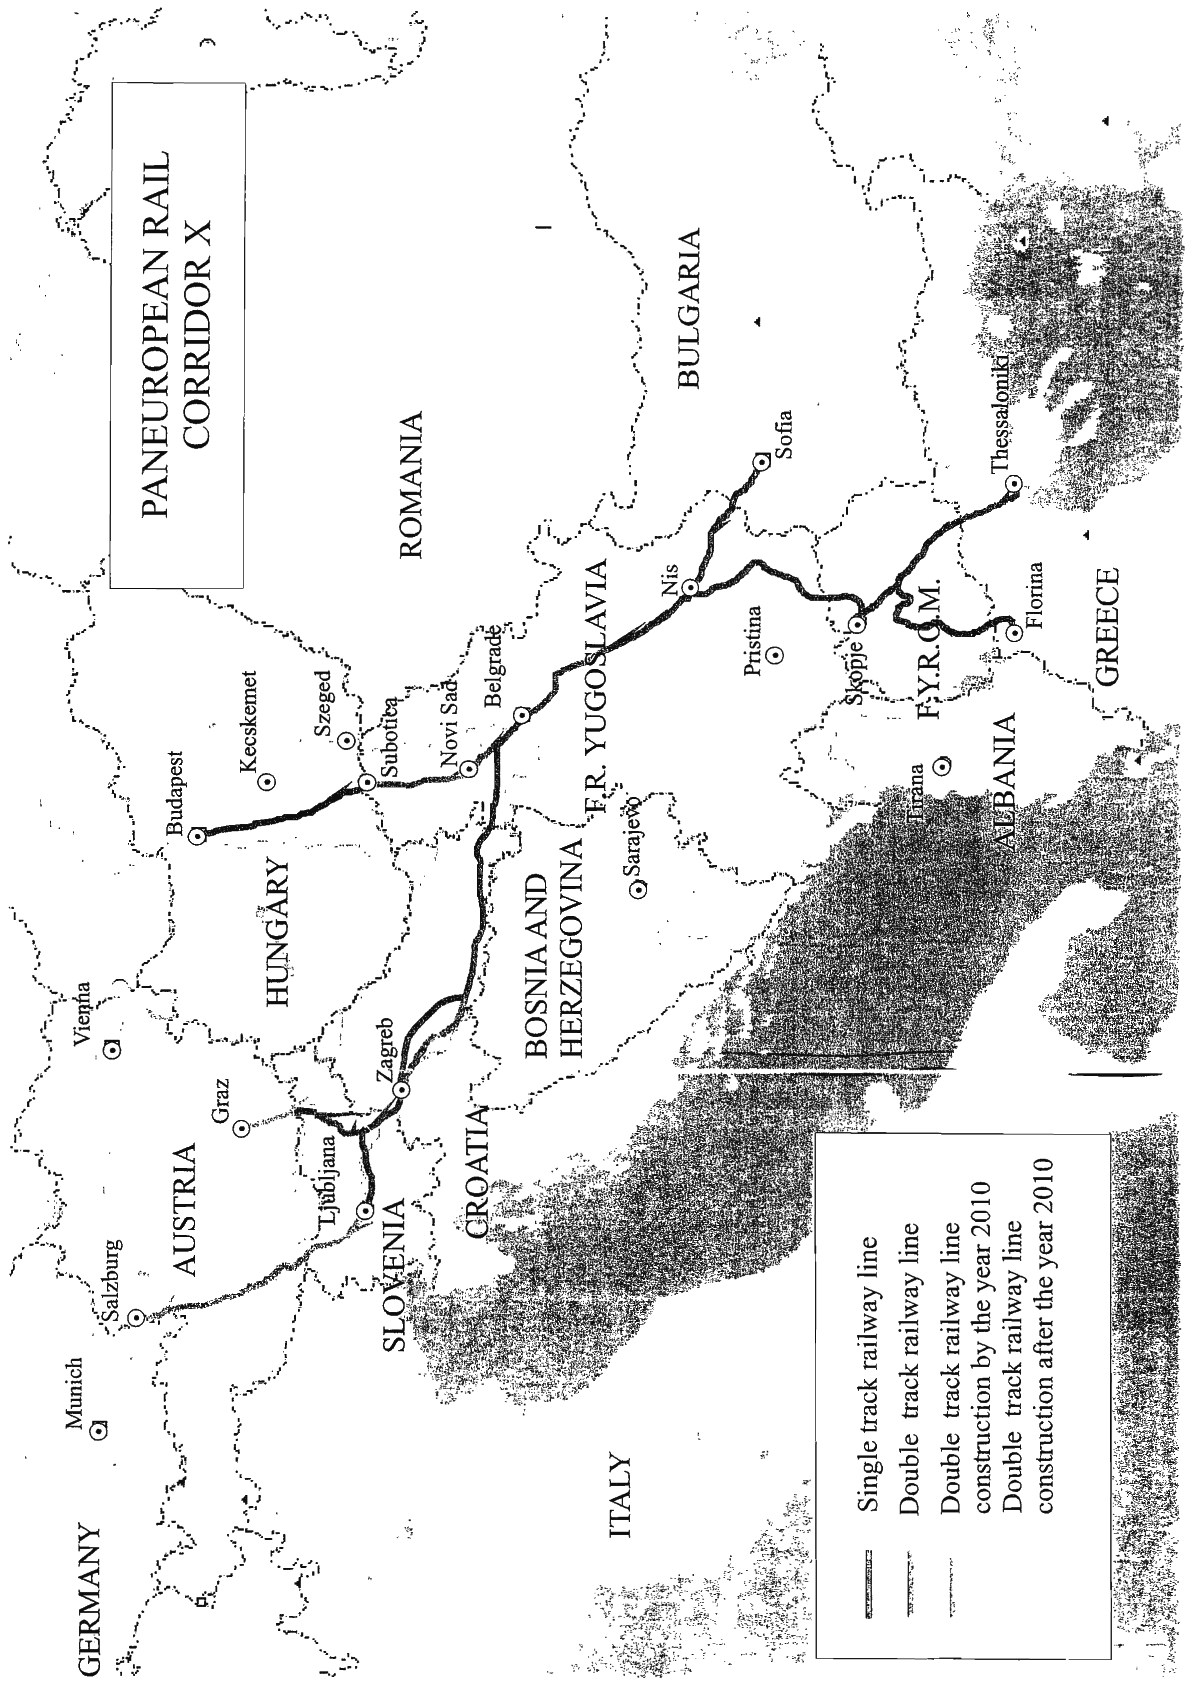 PANEUROPEAN RAIL
CORRIDOR X
GERMANY
Munich
Salzburg
AUSTRIA
Graz
Vienna
HUNGARY
Budapest
Kecskemet
Szeged
Subotica
ROMANIA
SLOVENIA
Ljubljana
CROATIA
Zagreb
BOSNIA AND
HERZEGOVINA
Sarajevo
Novi Sad
Belgrade
F.R. YUGOSLAVIA
Nis
Pristina
BULGARIA
Sofia
ITALY
Skopje
F.Y.R.O.M.
Tirana
ALBANIA
Florina
GREECE
Thessaloniki
Single track railway line
Double track railway line
Double track railway line
construction by the year 2010
Double track railway line
construction after the year 2010